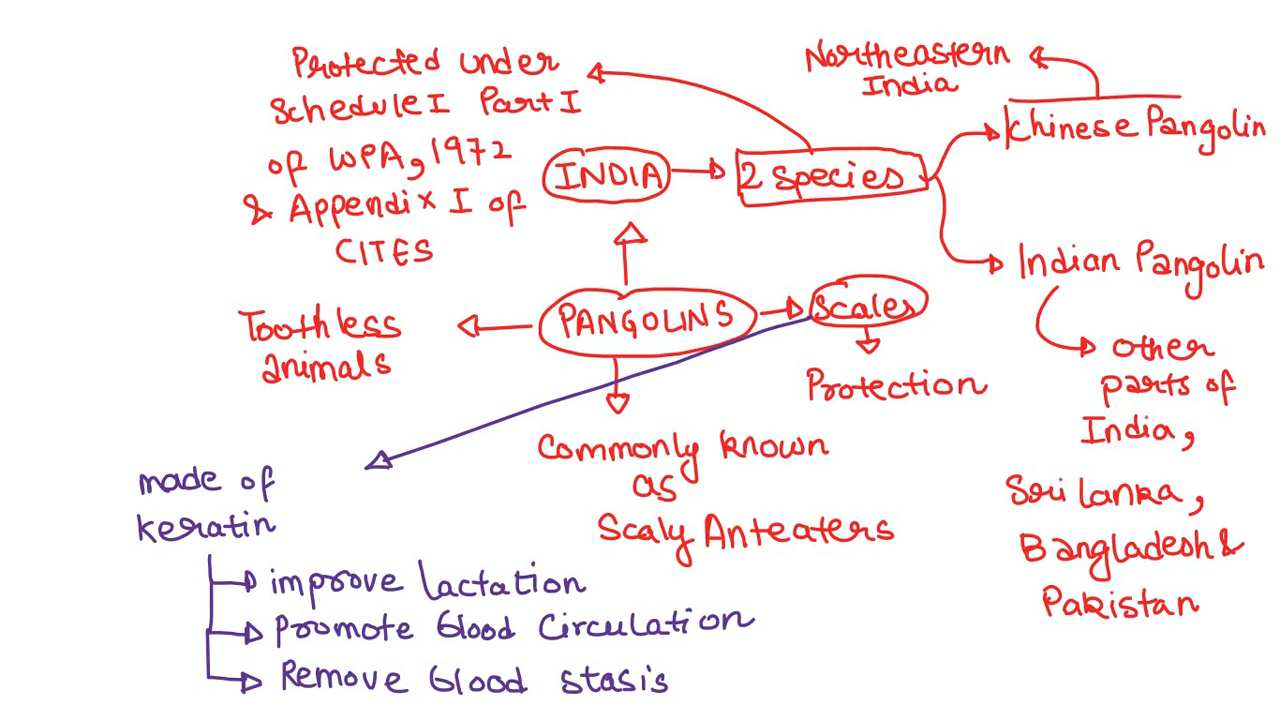 Protected under
Schedule I Part I
of WPA, 1972
& Appendix I of
CITES
INDIA
2 Species
Northeastern
India
Chinese Pangolin
Indian Pangolin
other
parts of
India,
Sri Lanka,
Bangladesh &
Pakistan
PANGOLINS
Scales
Protection
Toothless
animals
Commonly known
as
Scaly Anteaters
made of
keratin
improve lactation
Promote blood Circulation
Remove blood stasis